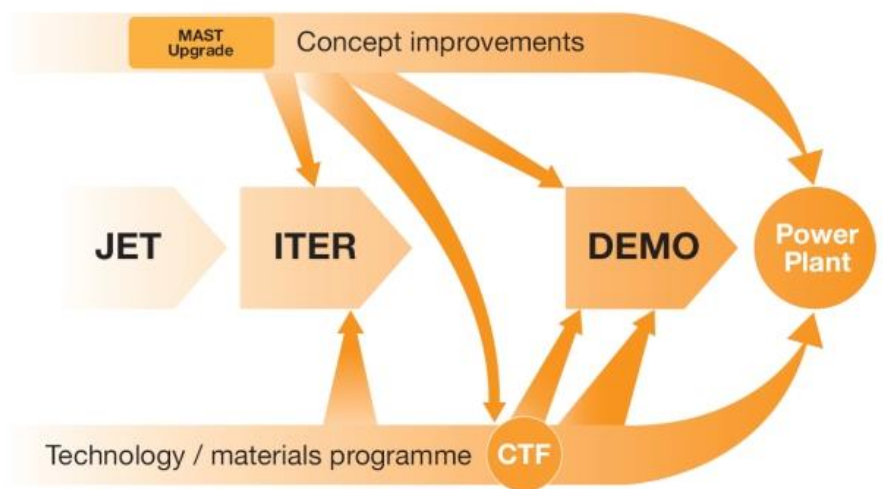 MAST
Upgrade
Concept improvements
JET
ITER
DEMO
Power
Plant
Technology / materials programme
CTF